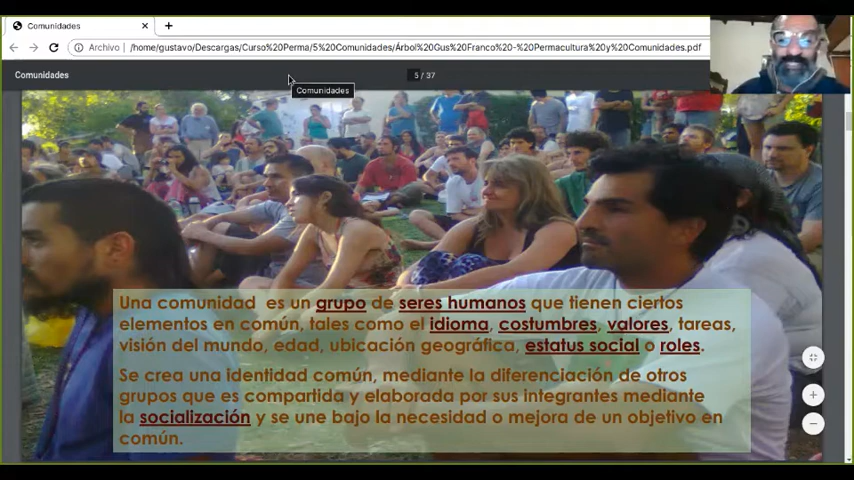 Comunidades
Archivo
/home/gustavo/Descargas/Curso%20Perma/5%20Comunidades/Árbol%20Gus%20Franco%20-%20Permacultura%20y%20Comunidades.pdf
Comunidades
5 / 37
Comunidades
Una comunidad es un grupo de seres humanos que tienen ciertos
elementos en común, tales como el idioma, costumbres, valores, tareas,
visión del mundo, edad, ubicación geográfica, estatus social o roles.
Se crea una identidad común, mediante la diferenciación de otros
grupos que es compartida y elaborada por sus integrantes mediante
la socialización y se une bajo la necesidad o mejora de un objetivo en
común.